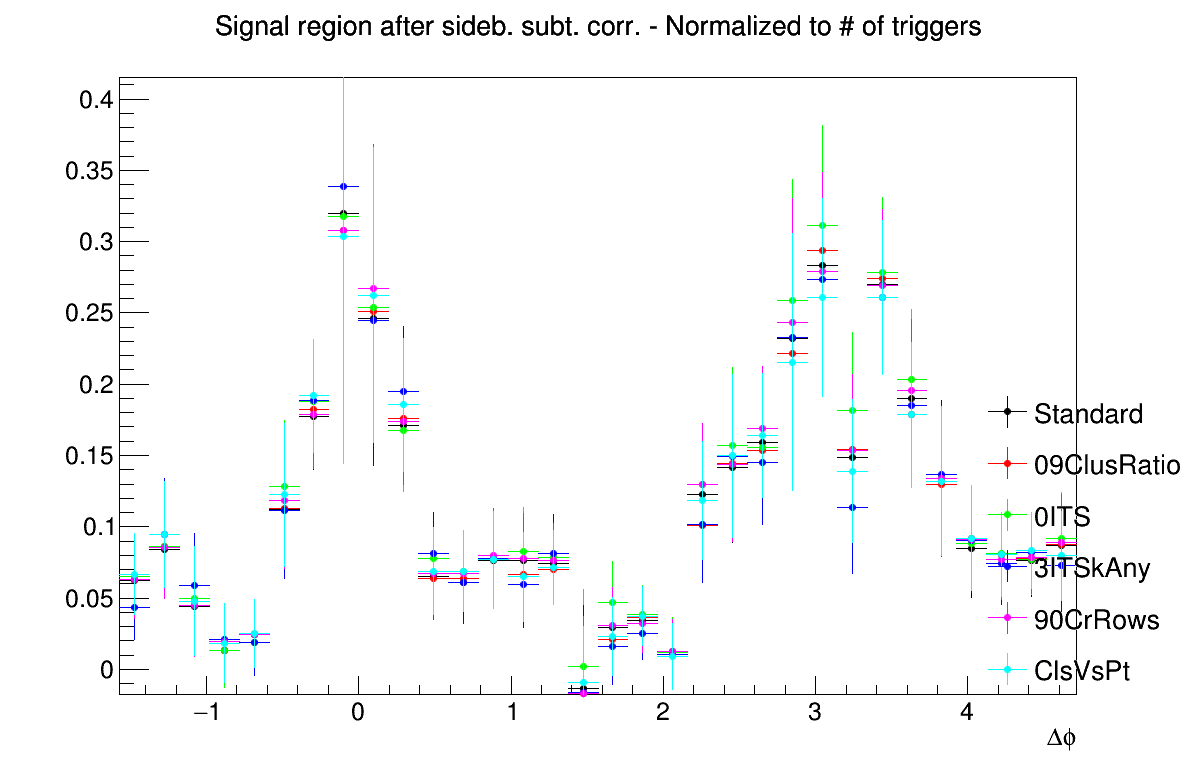 Signal region after sideb. subt. corr. - Normalized to # of triggers
0.4
0.35
0.3
0.25
0.2
0.15
0.1
0.05
0
−1
0
1
2
3
4
Δϕ
Standard
09ClusRatio
0ITS
3ITSkAny
90CrRows
ClsVsPt